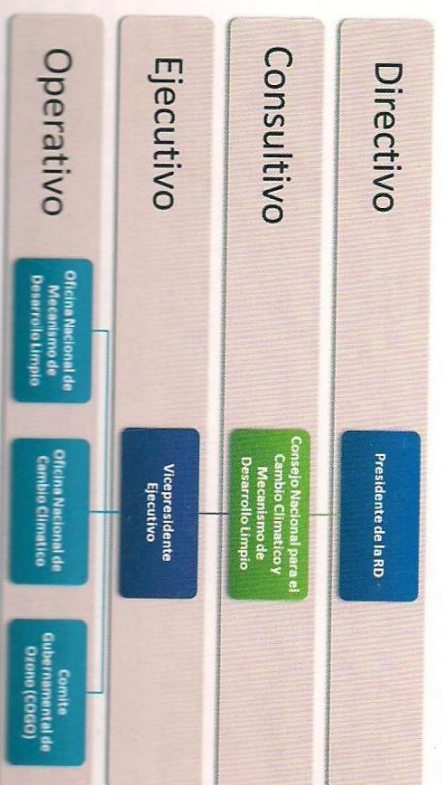 Directivo
Presidente de la RD
Consultivo
Consejo Nacional para el
Cambio Climatico y
Mecanismo de
Desarrollo Limpio
Ejecutivo
Vicepresidente
Ejecutivo
Operativo
Oficina Nacional de
Mecanismo de
Desarrollo Limpio
Oficina Nacional de
Cambio Climatico
Comite
Gubernamental de
Ozono (COGO)